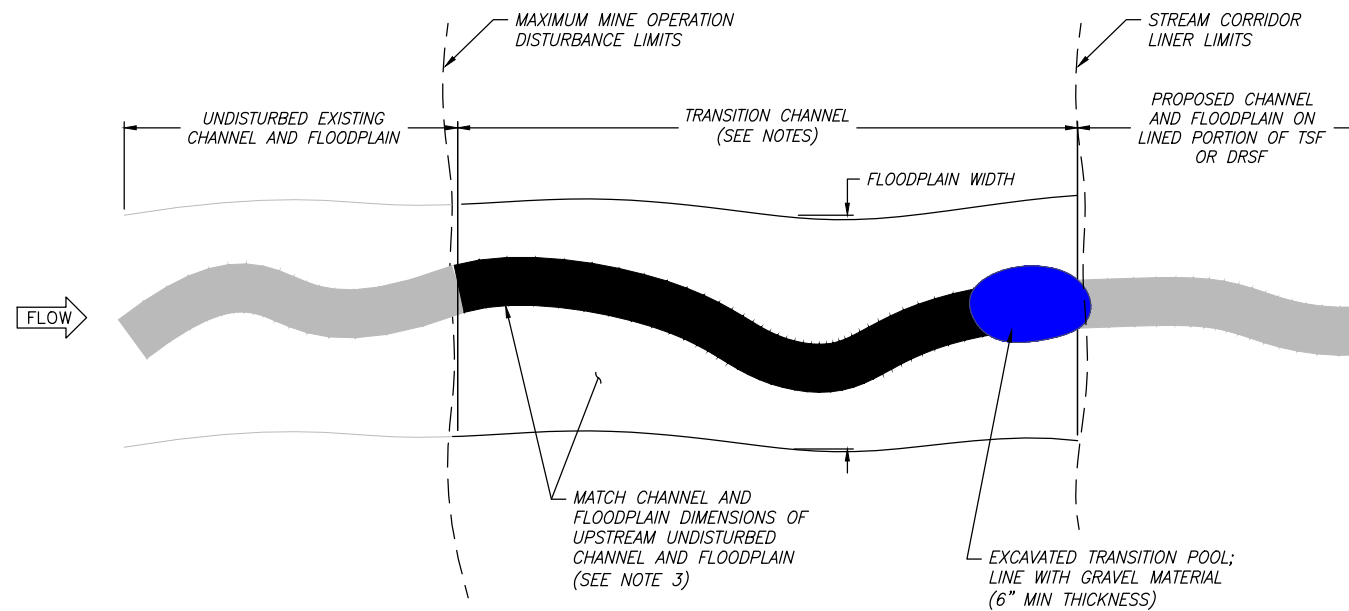 MAXIMUM MINE OPERATION
DISTURBANCE LIMITS
STREAM CORRIDOR
LINER LIMITS
UNDISTURBED EXISTING
CHANNEL AND FLOODPLAIN
TRANSITION CHANNEL
(SEE NOTES)
PROPOSED CHANNEL
AND FLOODPLAIN ON
LINED PORTION OF TSF
OR DRSF
FLOODPLAIN WIDTH
FLOW
MATCH CHANNEL AND
FLOODPLAIN DIMENSIONS OF
UPSTREAM UNDISTURBED
CHANNEL AND FLOODPLAIN
(SEE NOTE 3)
EXCAVATED TRANSITION POOL;
LINE WITH GRAVEL MATERIAL
(6" MIN THICKNESS)